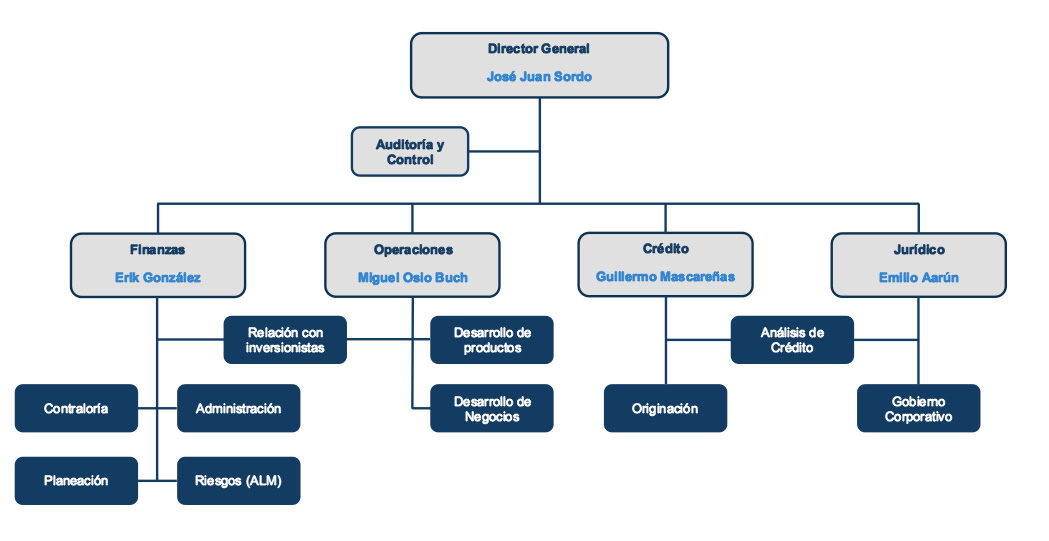 Director General
José Juan Sordo
Auditoría y
Control
Finanzas
Erik González
Operaciones
Miguel Osio Buch
Crédito
Guillermo Mascareñas
Jurídico
Emilio Aarún
Relación con
inversionistas
Desarrollo de
productos
Análisis de
Crédito
Contraloría
Administración
Desarrollo de
Negocios
Originación
Gobierno
Corporativo
Planeación
Riesgos (ALM)